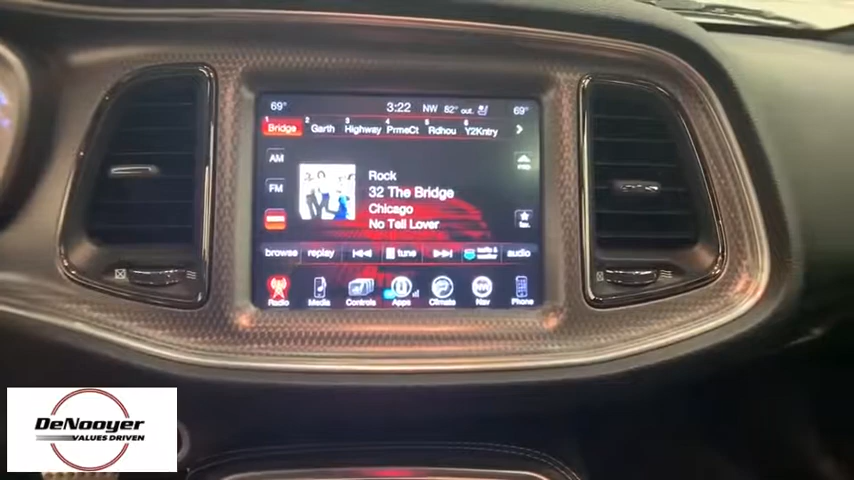 69° 3:22 NW 82° out 69°
1 2 3 4 5 6
Bridge Garth Highway PrmeCt RdHou Y2Kntry
AM
FM
Rock
32 The Bridge
Chicago
No Tell Lover
fav
browse replay tune audio
Radio Media Controls Apps Climate Nav Phone
DeNooyer
VALUES DRIVEN